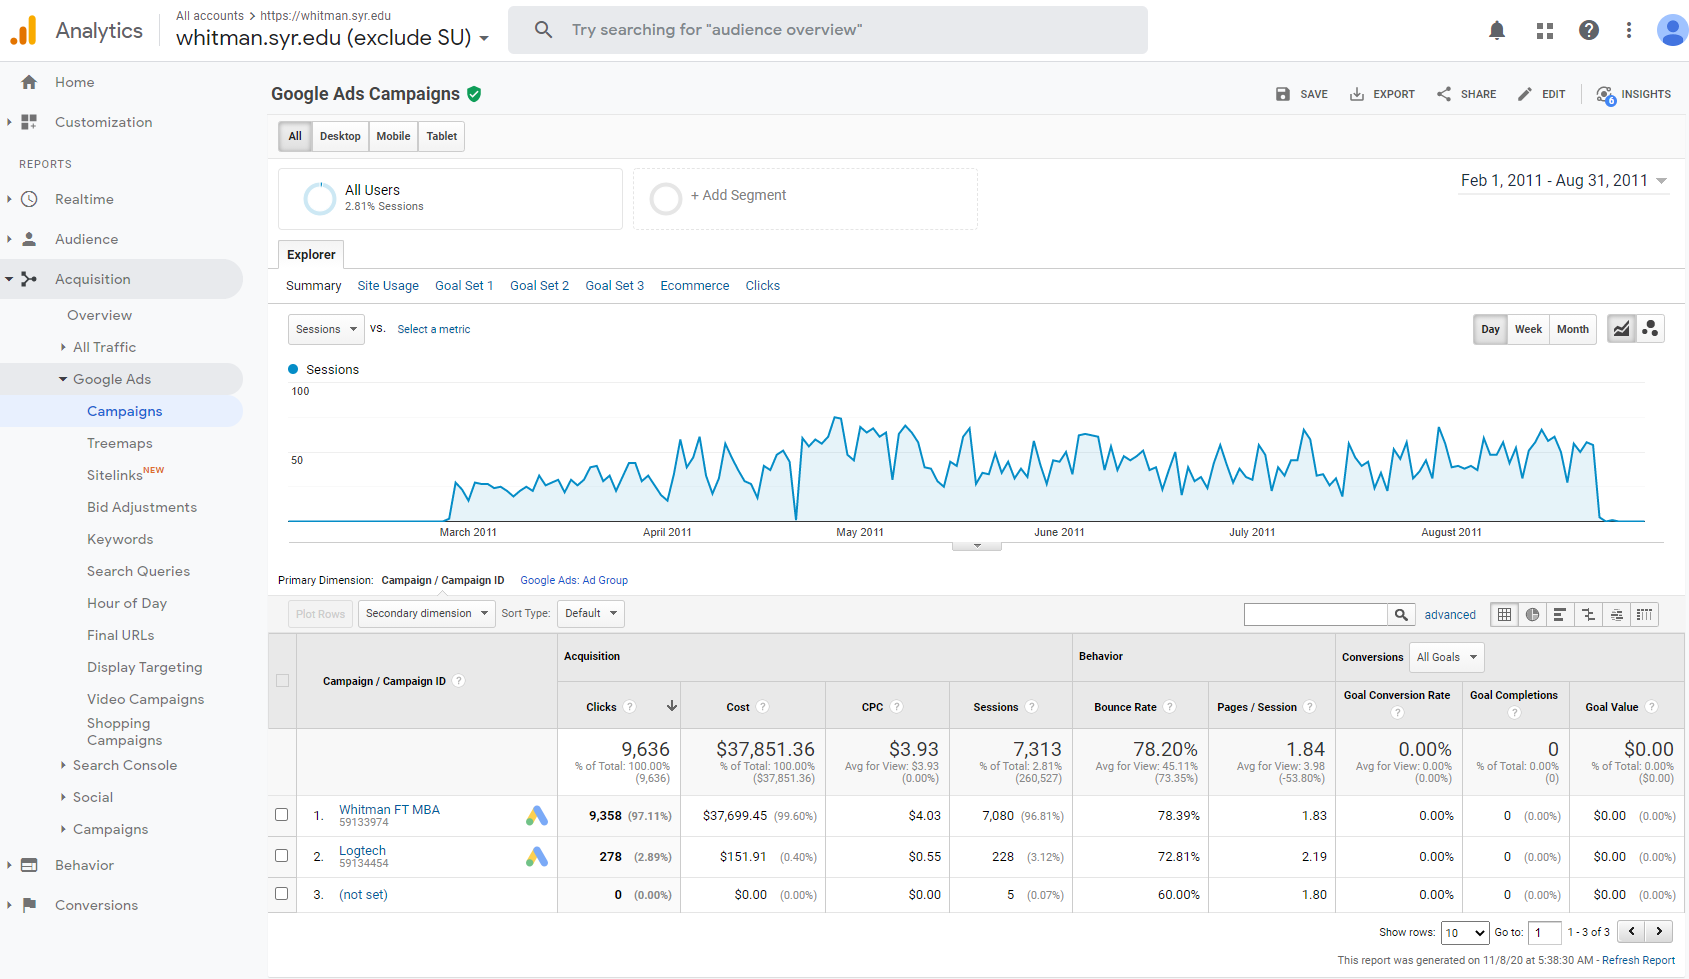 Analytics
All accounts > https://whitman.syr.edu
whitman.syr.edu (exclude SU)
Try searching for "audience overview"
Home
Customization
REPORTS
Realtime
Audience
Acquisition
Overview
All Traffic
Google Ads
Campaigns
Treemaps
Sitelinks NEW
Bid Adjustments
Keywords
Search Queries
Hour of Day
Final URLs
Display Targeting
Video Campaigns
Shopping
Campaigns
Search Console
Social
Campaigns
Behavior
Conversions
Google Ads Campaigns
SAVE EXPORT SHARE EDIT 6 INSIGHTS
All Desktop Mobile Tablet
All Users
2.81% Sessions
+ Add Segment
Feb 1, 2011 - Aug 31, 2011
Explorer
Summary Site Usage Goal Set 1 Goal Set 2 Goal Set 3 Ecommerce Clicks
Sessions vs. Select a metric
Day Week Month
Sessions
100
50
March 2011 April 2011 May 2011 June 2011 July 2011 August 2011
Primary Dimension: Campaign / Campaign ID Google Ads: Ad Group
Plot Rows Secondary dimension Sort Type: Default advanced
Campaign / Campaign ID ?
Acquisition Behavior Conversions All Goals
Clicks ? Cost ? CPC ? Sessions ? Bounce Rate ? Pages / Session ? Goal Conversion Rate ? Goal Completions ? Goal Value ?
9,636 $37,851.36 $3.93 7,313 78.20% 1.84 0.00% 0 $0.00
% of Total: 100.00% % of Total: 100.00% Avg for View: $3.93 % of Total: 2.81% Avg for View: 45.11% Avg for View: 3.98 Avg for View: 0.00% % of Total: 0.00% % of Total: 0.00%
(9,636) ($37,851.36) (0.00%) (260,527) (73.35%) (-53.80%) (0.00%) (0) ($0.00)
1. Whitman FT MBA 9,358 (97.11%) $37,699.45 (99.60%) $4.03 7,080 (96.81%) 78.39% 1.83 0.00% 0 (0.00%) $0.00 (0.00%)
59133974
2. Logtech 278 (2.89%) $151.91 (0.40%) $0.55 228 (3.12%) 72.81% 2.19 0.00% 0 (0.00%) $0.00 (0.00%)
59134454
3. (not set) 0 (0.00%) $0.00 (0.00%) $0.00 5 (0.07%) 60.00% 1.80 0.00% 0 (0.00%) $0.00 (0.00%)
Show rows: 10 Go to: 1 1 - 3 of 3
This report was generated on 11/8/20 at 5:38:30 AM - Refresh Report